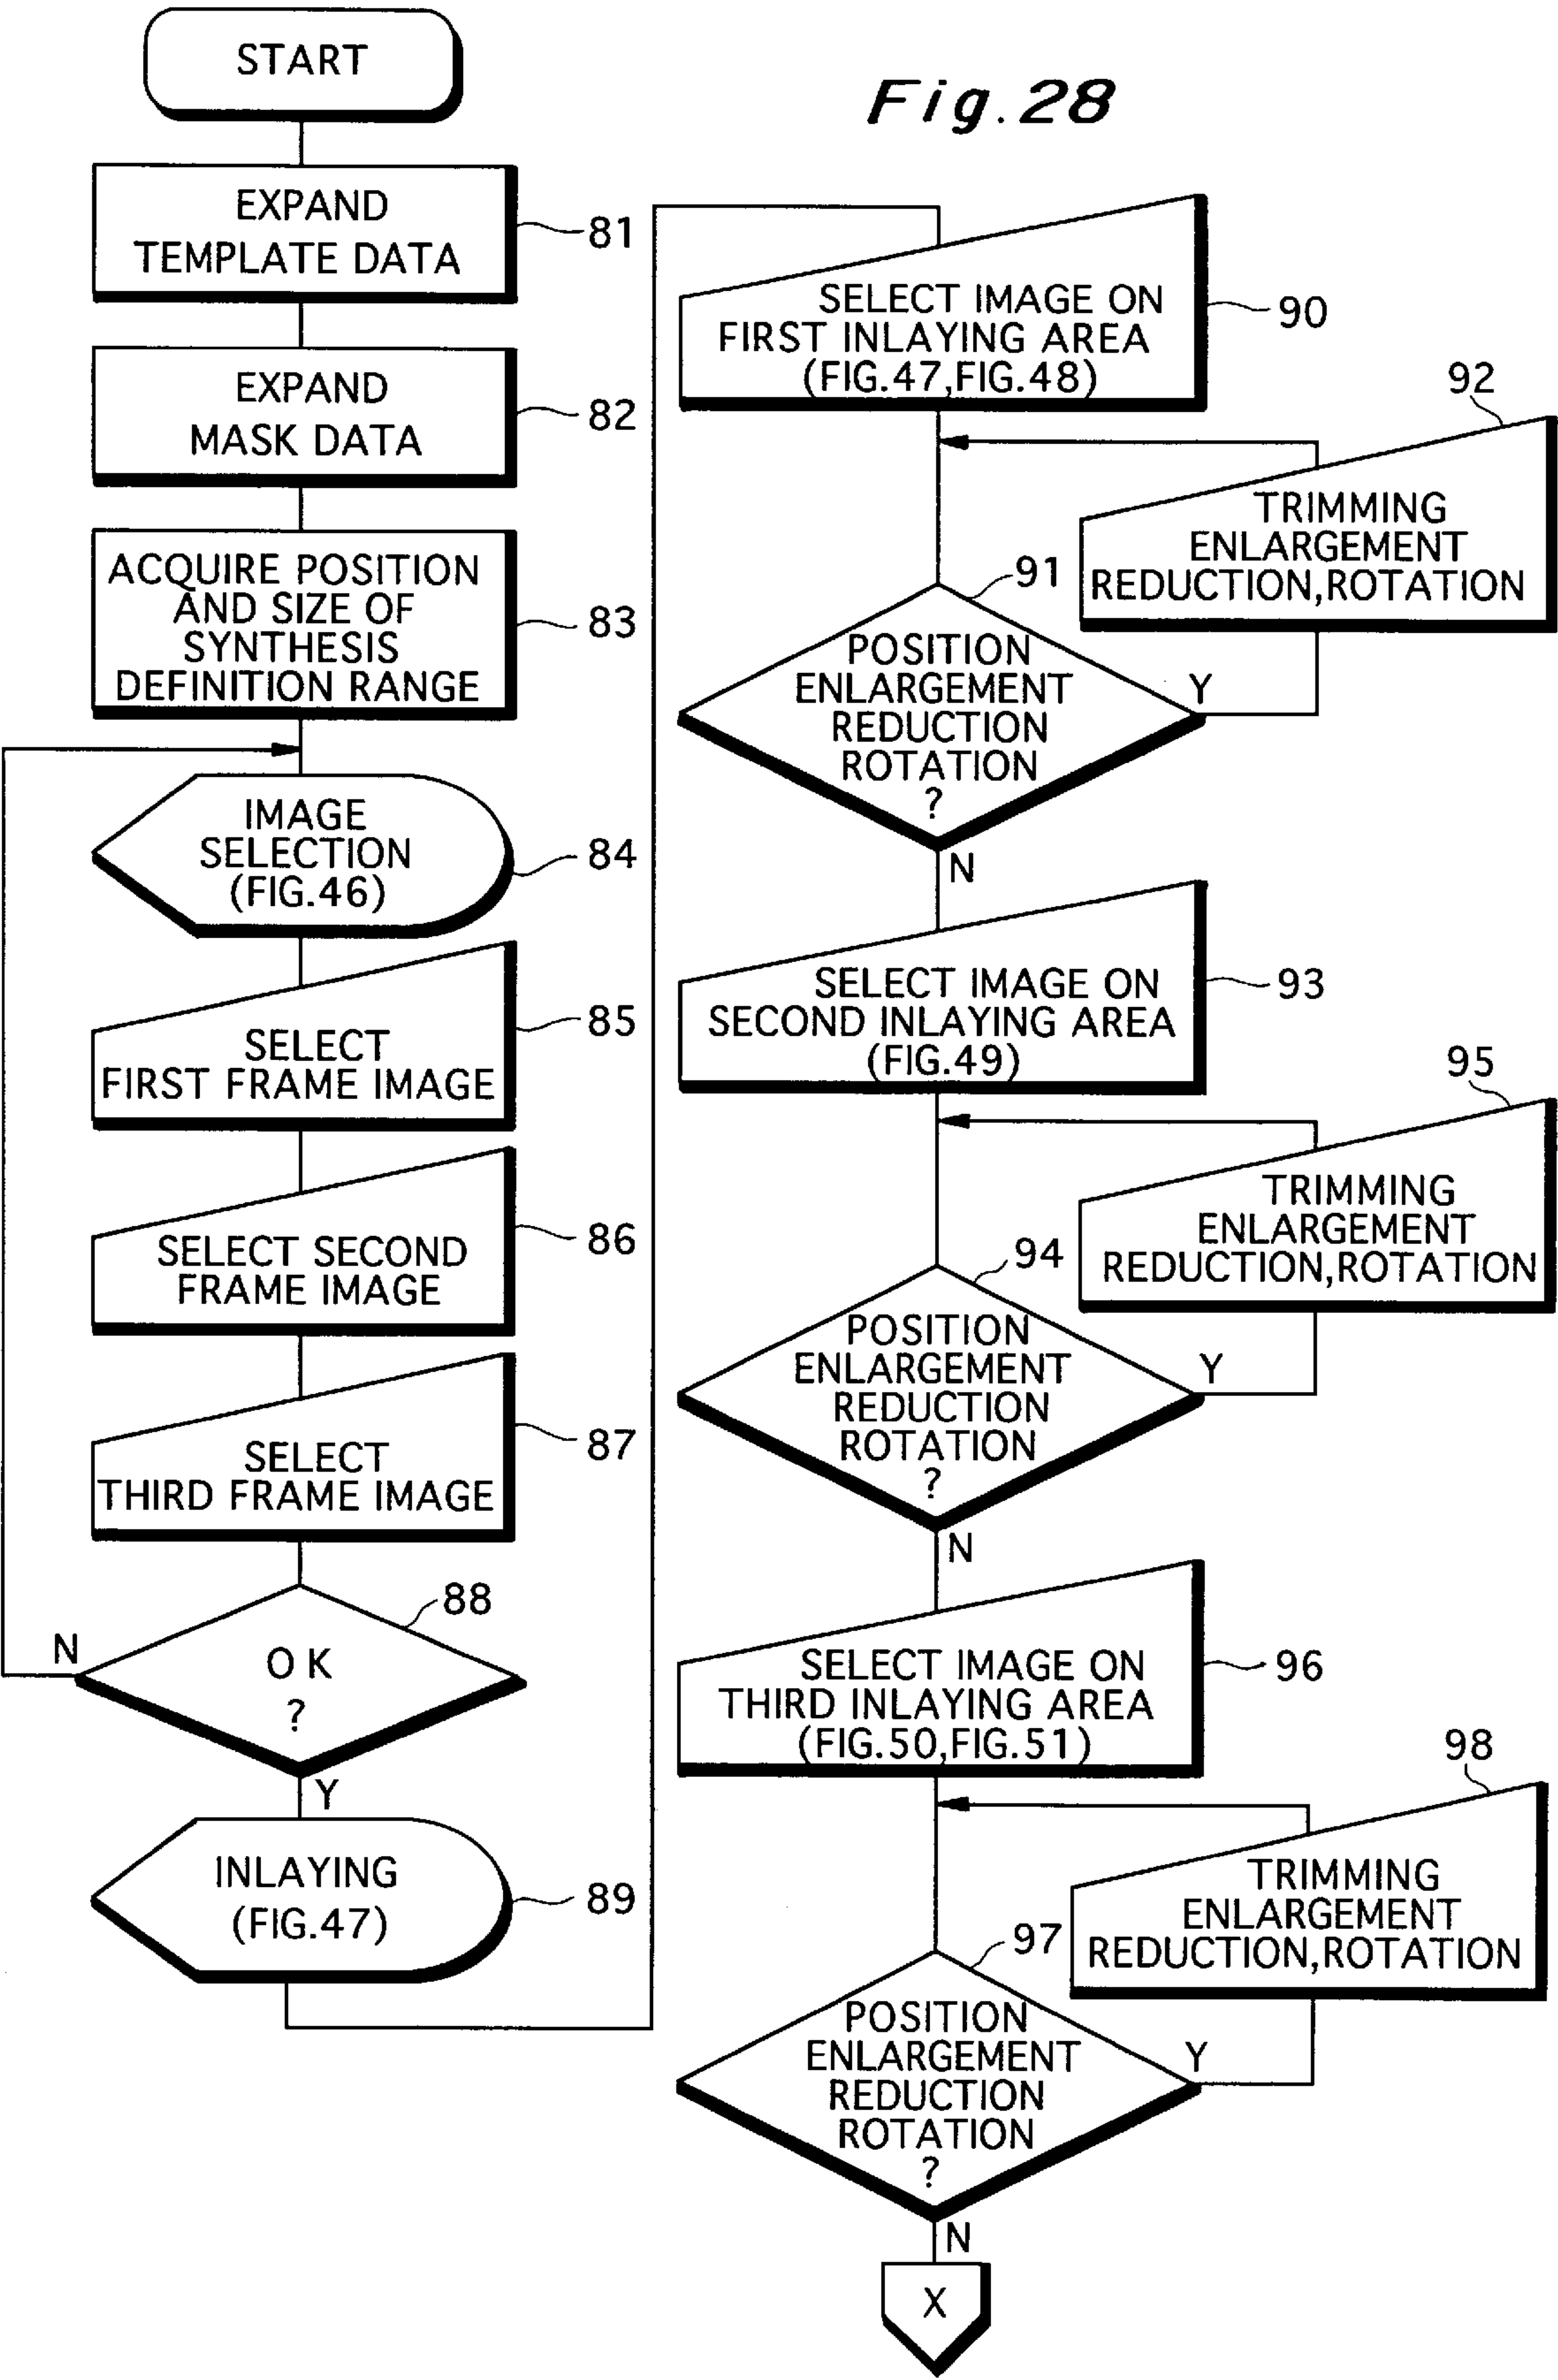 Fig.28
START
EXPAND
TEMPLATE DATA
81
EXPAND
MASK DATA
82
ACQUIRE POSITION
AND SIZE OF
SYNTHESIS
DEFINITION RANGE
83
IMAGE
SELECTION
(FIG.46)
84
SELECT
FIRST FRAME IMAGE
85
SELECT SECOND
FRAME IMAGE
86
SELECT
THIRD FRAME IMAGE
87
OK
?
88
N
Y
INLAYING
(FIG.47)
89
SELECT IMAGE ON
FIRST INLAYING AREA
(FIG.47,FIG.48)
90
POSITION
ENLARGEMENT
REDUCTION
ROTATION
?
91
Y
N
TRIMMING
ENLARGEMENT
REDUCTION,ROTATION
92
SELECT IMAGE ON
SECOND INLAYING AREA
(FIG.49)
93
POSITION
ENLARGEMENT
REDUCTION
ROTATION
?
94
Y
N
TRIMMING
ENLARGEMENT
REDUCTION,ROTATION
95
SELECT IMAGE ON
THIRD INLAYING AREA
(FIG.50,FIG.51)
96
POSITION
ENLARGEMENT
REDUCTION
ROTATION
?
97
Y
N
TRIMMING
ENLARGEMENT
REDUCTION,ROTATION
98
X